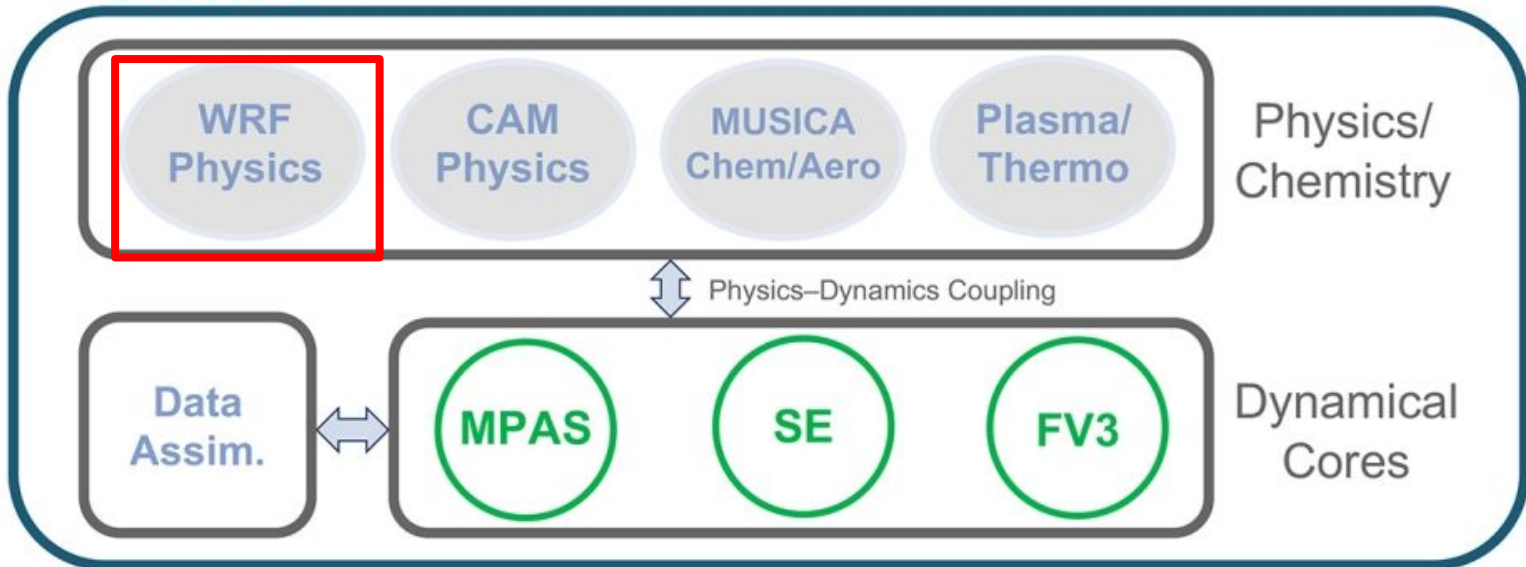 WRF
Physics
CAM
Physics
MUSICA
Chem/Aero
Plasma/
Thermo
Physics/
Chemistry
Physics–Dynamics Coupling
Data
Assim.
MPAS
SE
FV3
Dynamical
Cores